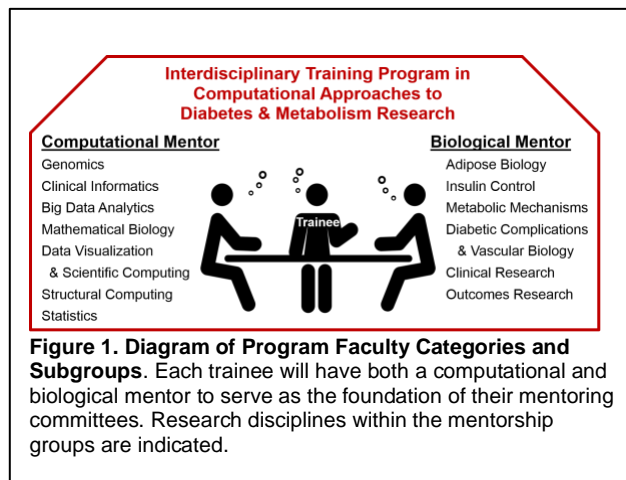 Interdisciplinary Training Program in
Computational Approaches to
Diabetes & Metabolism Research
Computational Mentor
Genomics
Clinical Informatics
Big Data Analytics
Mathematical Biology
Data Visualization
& Scientific Computing
Structural Computing
Statistics
Trainee
Biological Mentor
Adipose Biology
Insulin Control
Metabolic Mechanisms
Diabetic Complications
& Vascular Biology
Clinical Research
Outcomes Research
Figure 1. Diagram of Program Faculty Categories and
Subgroups. Each trainee will have both a computational and
biological mentor to serve as the foundation of their mentoring
committees. Research disciplines within the mentorship
groups are indicated.